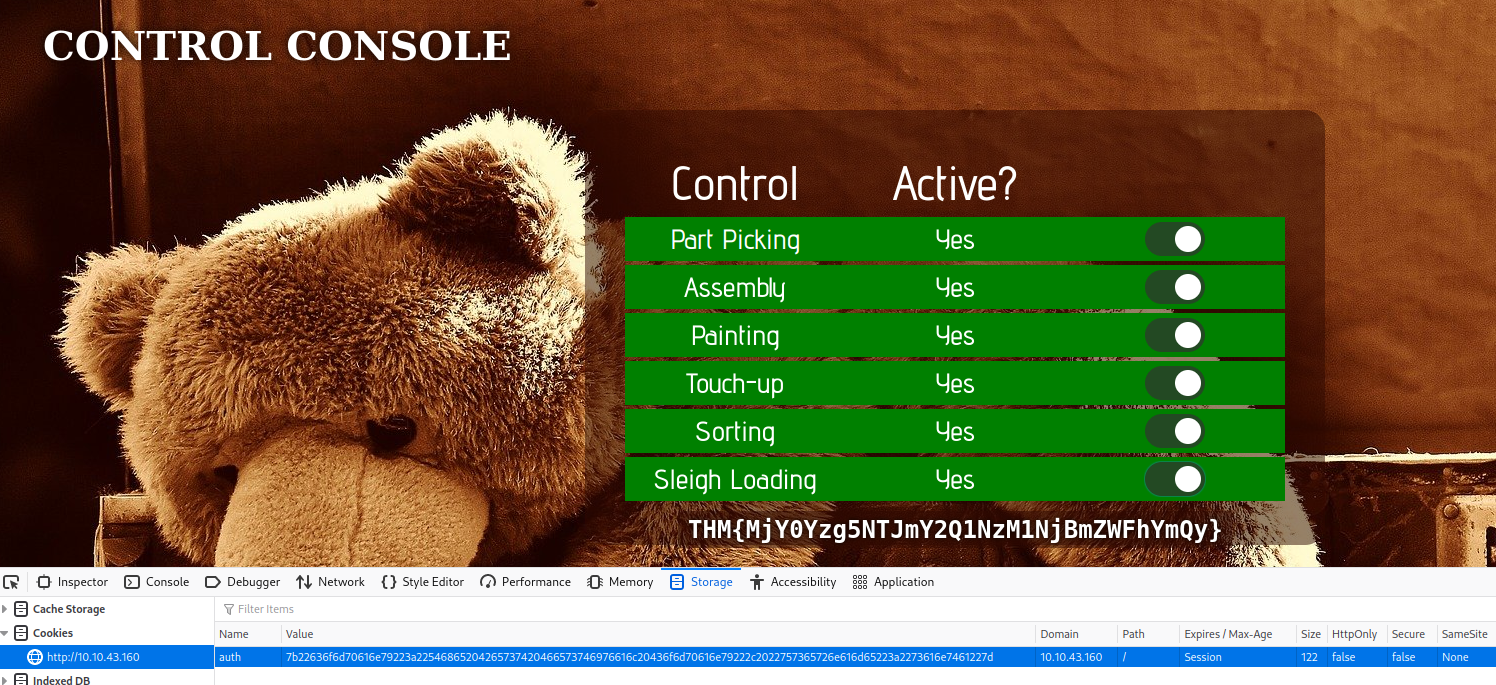 CONTROL CONSOLE
Control Active?
Part Picking Yes
Assembly Yes
Painting Yes
Touch-up Yes
Sorting Yes
Sleigh Loading Yes
THM{MjY0Yzg5NTJmY2Q1NzM1NjBmZWFhYmQy}
Inspector Console Debugger Network Style Editor Performance Memory Storage Accessibility Application
Cache Storage Filter Items
Cookies Name Value Domain Path Expires / Max-Age Size HttpOnly Secure SameSite
http://10.10.43.160 auth 7b22636f6d70616e79223a22546865204265737420466573746976616c20436f6d70616e79222c2022757365726e616d65223a2273616e7461227d 10.10.43.160 / Session 122 false false None
Indexed DB